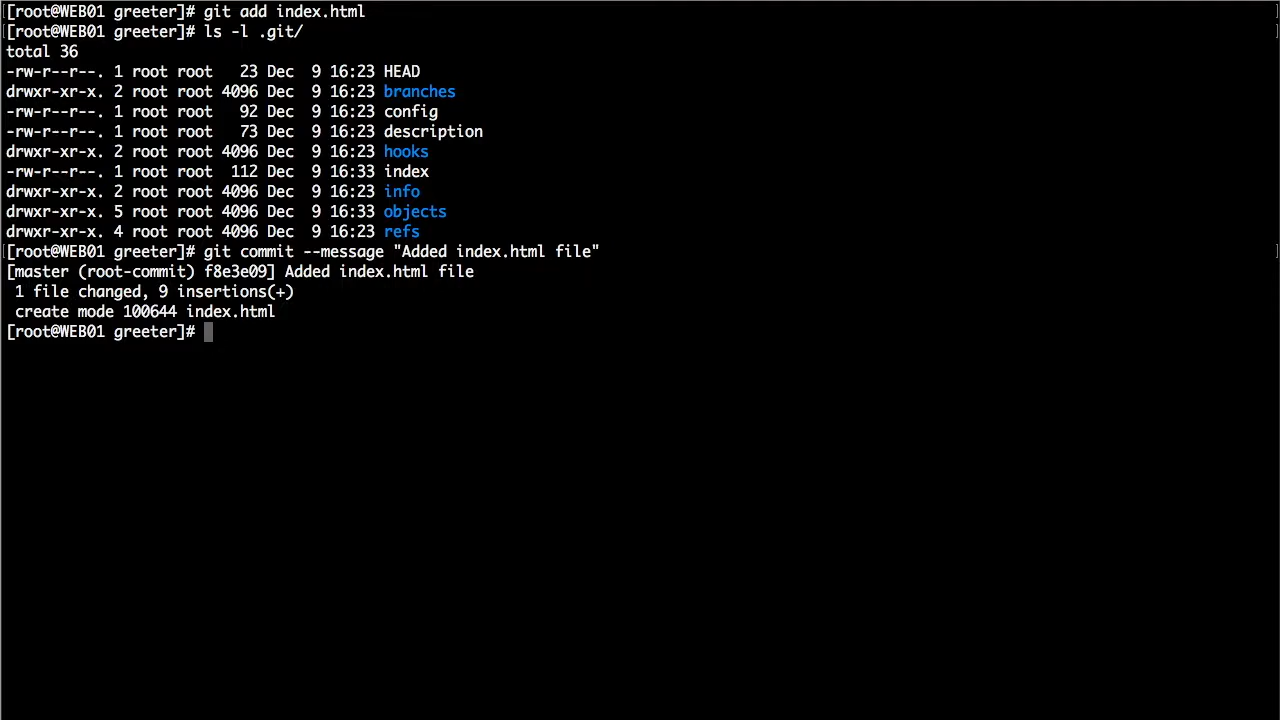 [root@WEB01 greeter]# git add index.html
[root@WEB01 greeter]# ls -l .git/
total 36
-rw-r--r--. 1 root root   23 Dec  9 16:23 HEAD
drwxr-xr-x. 2 root root 4096 Dec  9 16:23 branches
-rw-r--r--. 1 root root   92 Dec  9 16:23 config
-rw-r--r--. 1 root root   73 Dec  9 16:23 description
drwxr-xr-x. 2 root root 4096 Dec  9 16:23 hooks
-rw-r--r--. 1 root root  112 Dec  9 16:33 index
drwxr-xr-x. 2 root root 4096 Dec  9 16:23 info
drwxr-xr-x. 5 root root 4096 Dec  9 16:33 objects
drwxr-xr-x. 4 root root 4096 Dec  9 16:23 refs
[root@WEB01 greeter]# git commit --message "Added index.html file"
[master (root-commit) f8e3e09] Added index.html file
 1 file changed, 9 insertions(+)
 create mode 100644 index.html
[root@WEB01 greeter]#